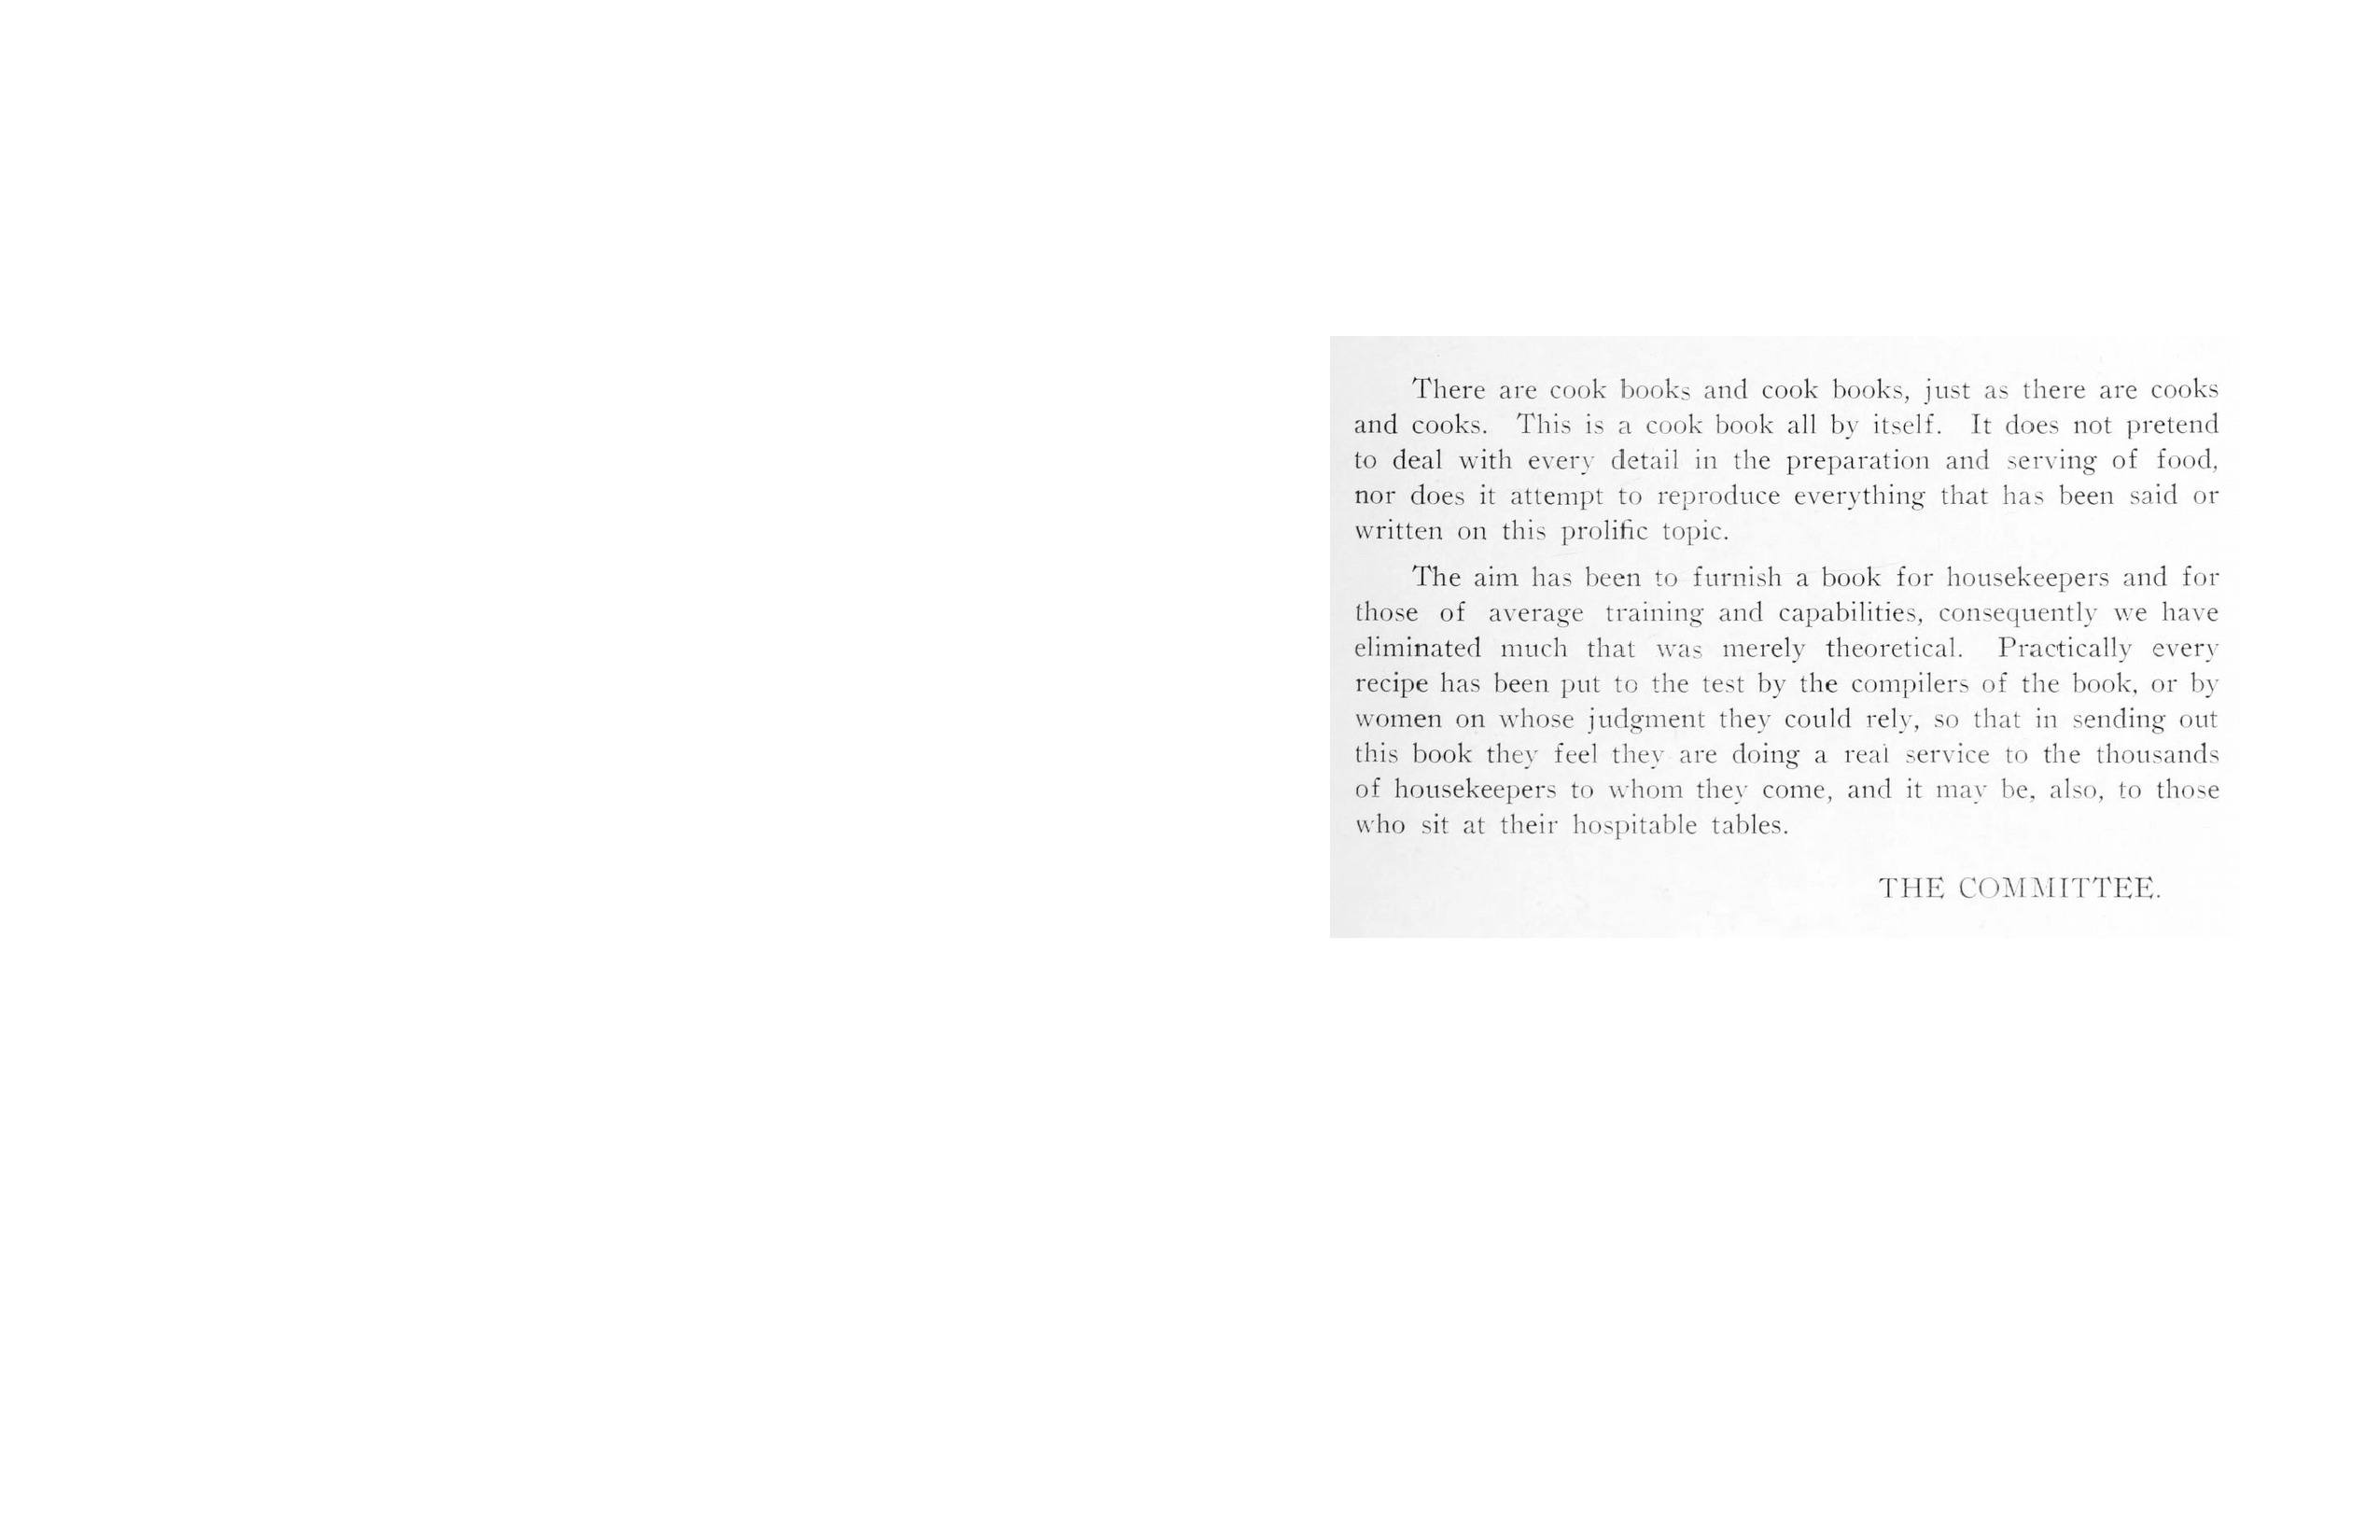 There are cook books and cook books, just as there are cooks
and cooks. This is a cook book all by itself. It does not pretend
to deal with every detail in the preparation and serving of food,
nor does it attempt to reproduce everything that has been said or
written on this prolific topic.
The aim has been to furnish a book for housekeepers and for
those of average training and capabilities, consequently we have
eliminated much that was merely theoretical. Practically every
recipe has been put to the test by the compilers of the book, or by
women on whose judgment they could rely, so that in sending out
this book they feel they are doing a real service to the thousands
of housekeepers to whom they come, and it may be, also, to those
who sit at their hospitable tables.
THE COMMITTEE.